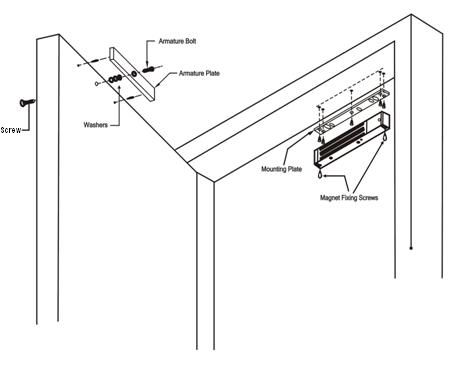 Armature Bolt
Armature Plate
Washers
Screw
Mounting Plate
Magnet Fixing Screws